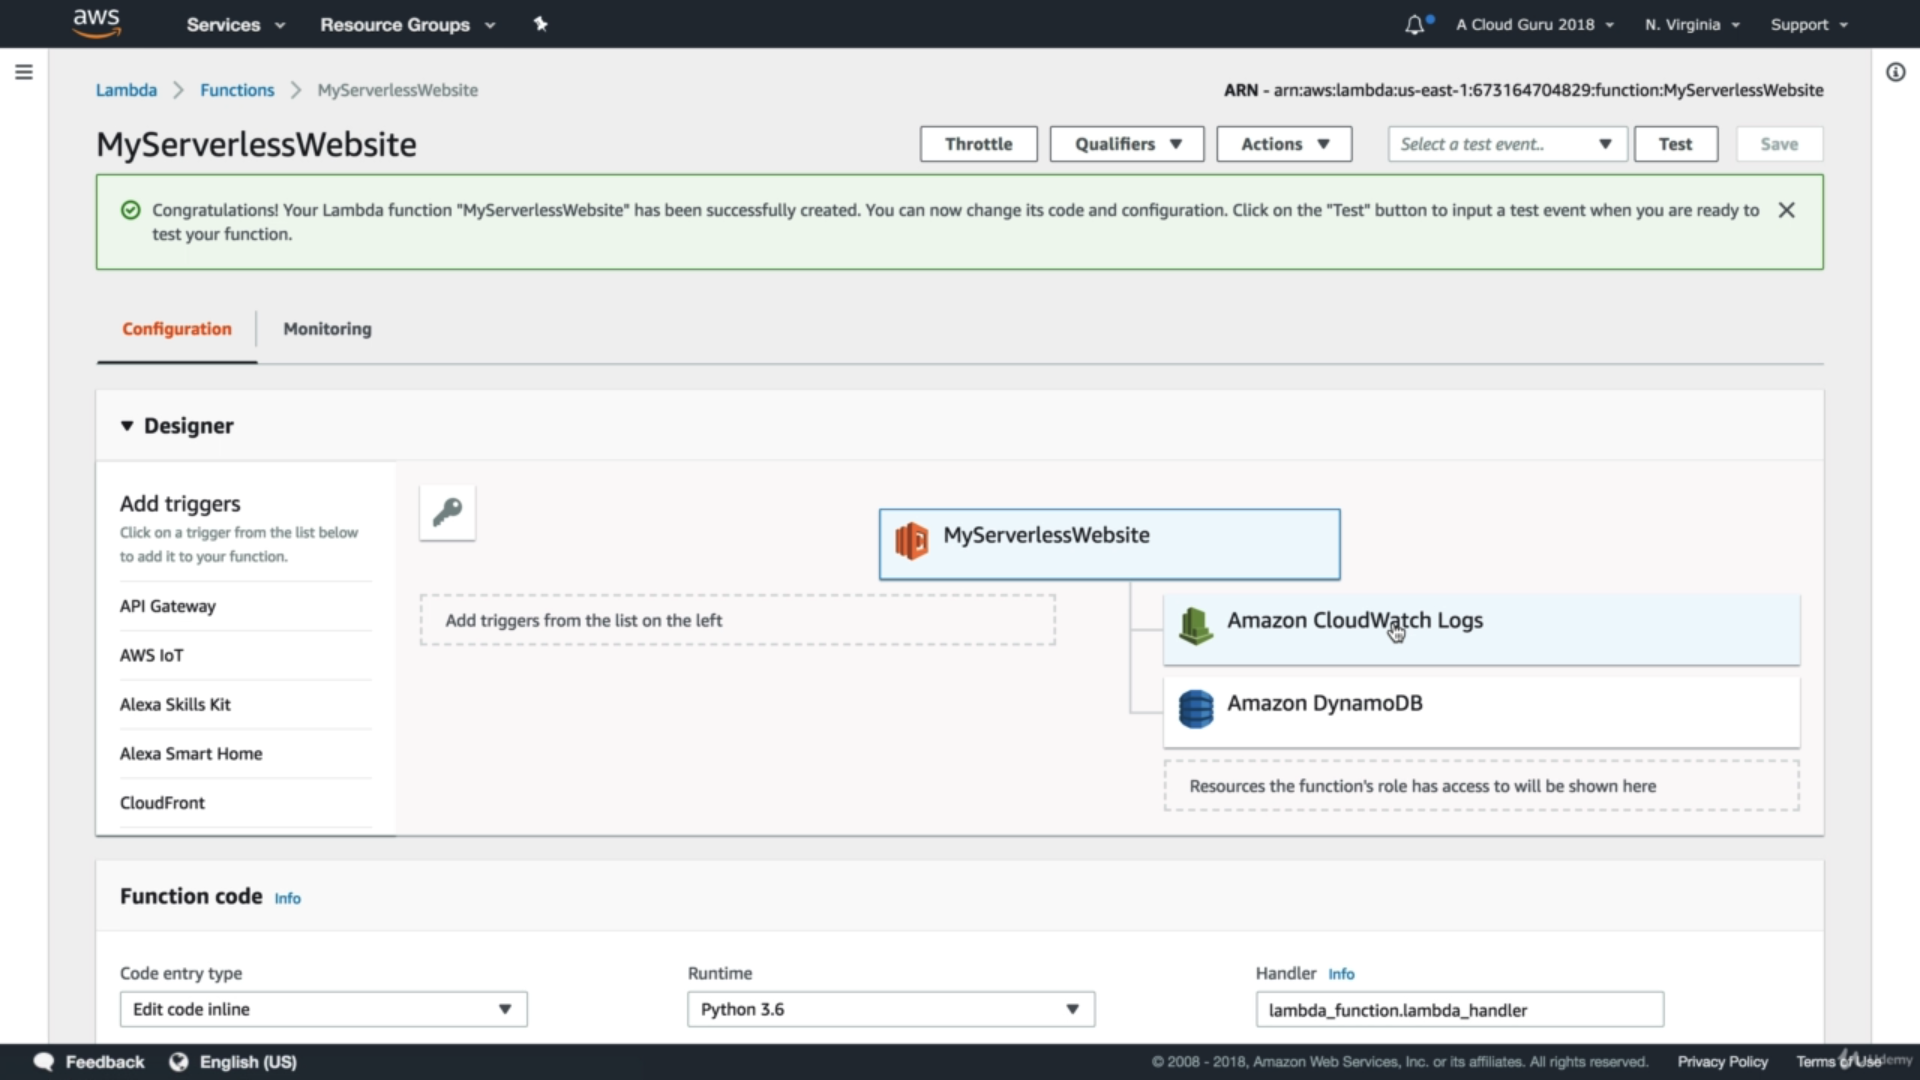 aws
Services
Resource Groups
A Cloud Guru 2018
N. Virginia
Support
Lambda
Functions
MyServerlessWebsite
ARN - arn:aws:lambda:us-east-1:673164704829:function:MyServerlessWebsite
MyServerlessWebsite
Throttle
Qualifiers
Actions
Select a test event..
Test
Save
Congratulations! Your Lambda function "MyServerlessWebsite" has been successfully created. You can now change its code and configuration. Click on the "Test" button to input a test event when you are ready to
test your function.
Configuration
Monitoring
Designer
Add triggers
Click on a trigger from the list below
to add it to your function.
API Gateway
AWS IoT
Alexa Skills Kit
Alexa Smart Home
CloudFront
Add triggers from the list on the left
MyServerlessWebsite
Amazon CloudWatch Logs
Amazon DynamoDB
Resources the function's role has access to will be shown here
Function code Info
Code entry type
Edit code inline
Runtime
Python 3.6
Handler Info
lambda_function.lambda_handler
Feedback
English (US)
© 2008 - 2018, Amazon Web Services, Inc. or its affiliates. All rights reserved.
Privacy Policy
Terms of Use